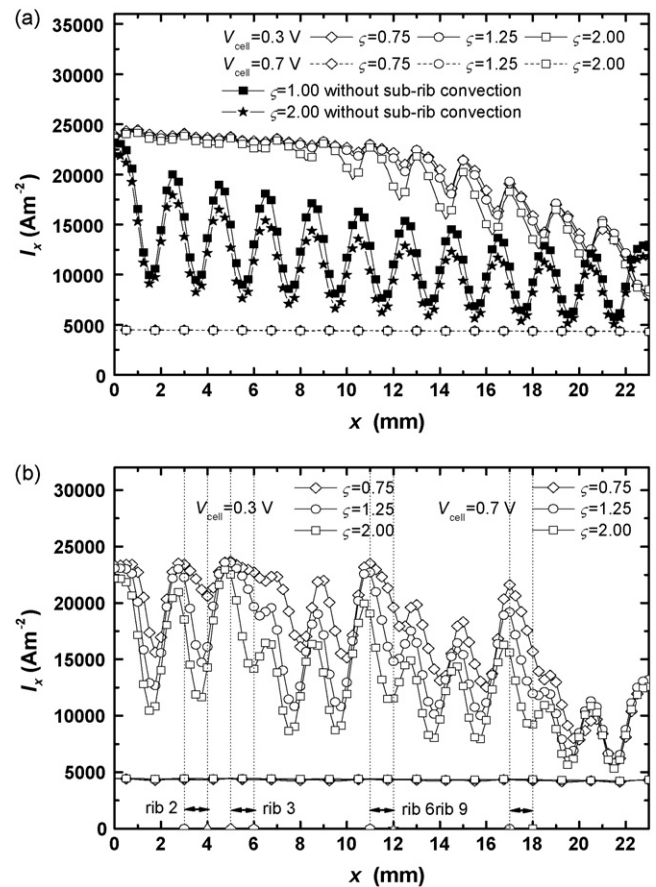 (a)
V_cell=0.3 V ς=0.75 ς=1.25 ς=2.00
V_cell=0.7 V ς=0.75 ς=1.25 ς=2.00
ς=1.00 without sub-rib convection
ς=2.00 without sub-rib convection
35000
30000
25000
20000
15000
10000
5000
0
I_x (Am⁻²)
0 2 4 6 8 10 12 14 16 18 20 22
x (mm)
(b)
V_cell=0.3 V ς=0.75 ς=1.25 ς=2.00
V_cell=0.7 V ς=0.75 ς=1.25 ς=2.00
30000
25000
20000
15000
10000
5000
0
I_x (Am⁻²)
rib 2 rib 3 rib 6 rib 9
0 2 4 6 8 10 12 14 16 18 20 22
x (mm)